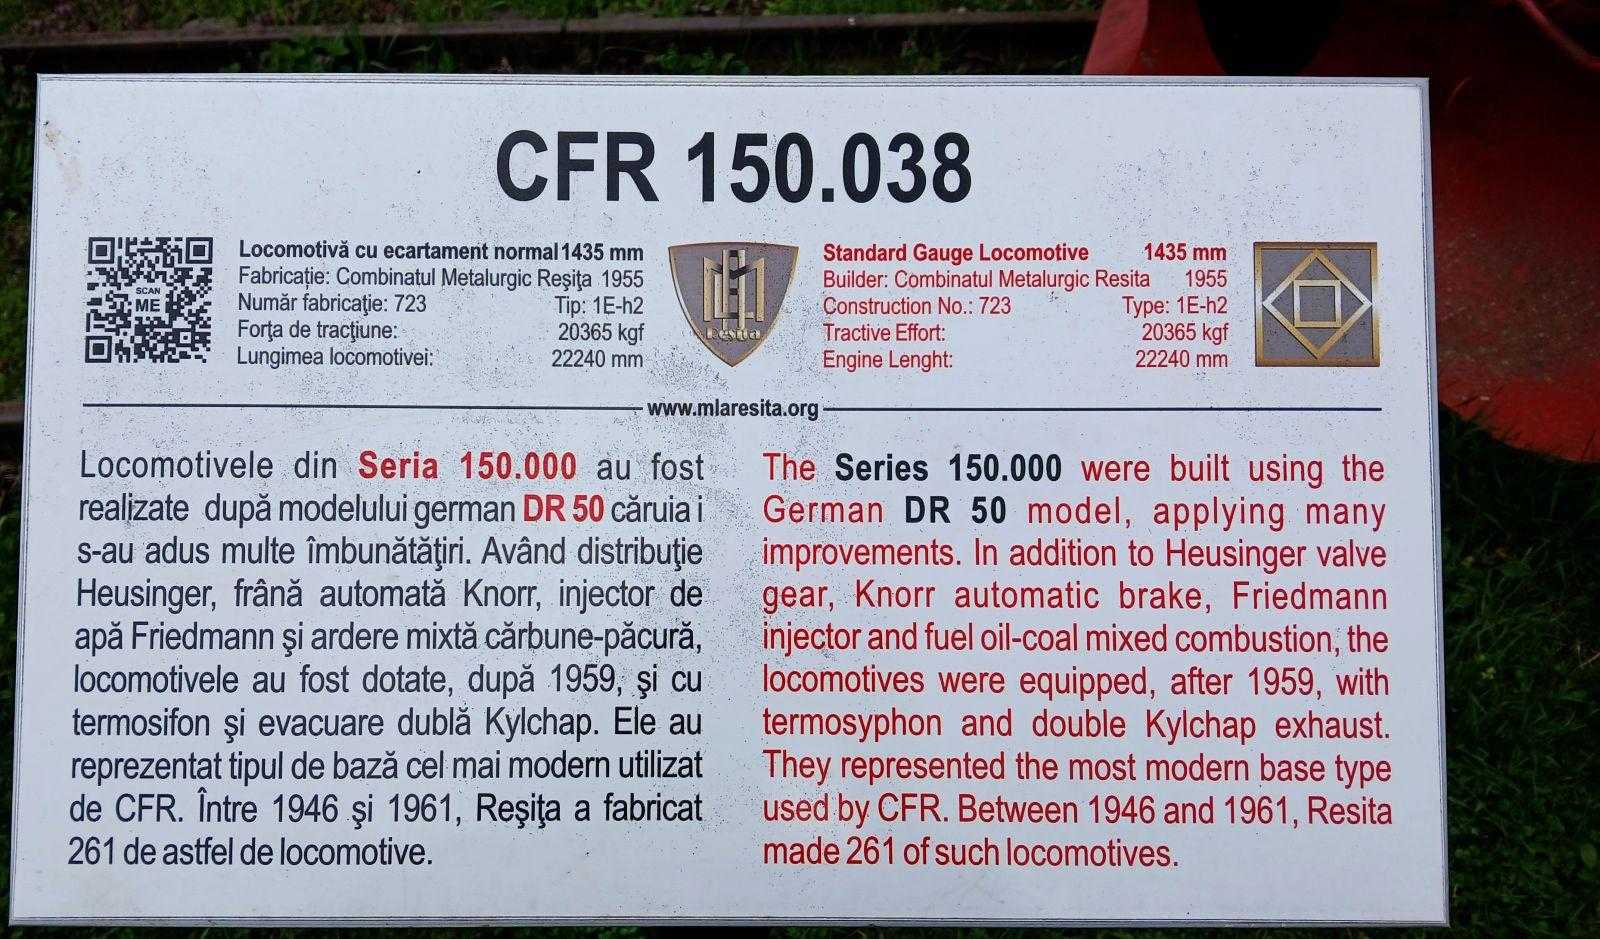 CFR 150.038
SCAN
ME
Locomotivă cu ecartament normal 1435 mm
Fabricaţie: Combinatul Metalurgic Reşiţa 1955
Număr fabricaţie: 723 Tip: 1E-h2
Forţa de tracţiune: 20365 kgf
Lungimea locomotivei: 22240 mm
Standard Gauge Locomotive 1435 mm
Builder: Combinatul Metalurgic Resita 1955
Construction No.: 723 Type: 1E-h2
Tractive Effort: 20365 kgf
Engine Lenght: 22240 mm
www.mlaresita.org
Locomotivele din Seria 150.000 au fost
realizate după modelului german DR 50 căruia i
s-au adus multe îmbunătăţiri. Având distribuţie
Heusinger, frână automată Knorr, injector de
apă Friedmann şi ardere mixtă cărbune-păcură,
locomotivele au fost dotate, după 1959, şi cu
termosifon şi evacuare dublă Kylchap. Ele au
reprezentat tipul de bază cel mai modern utilizat
de CFR. Între 1946 şi 1961, Reşiţa a fabricat
261 de astfel de locomotive.
The Series 150.000 were built using the
German DR 50 model, applying many
improvements. In addition to Heusinger valve
gear, Knorr automatic brake, Friedmann
injector and fuel oil-coal mixed combustion, the
locomotives were equipped, after 1959, with
termosyphon and double Kylchap exhaust.
They represented the most modern base type
used by CFR. Between 1946 and 1961, Resita
made 261 of such locomotives.